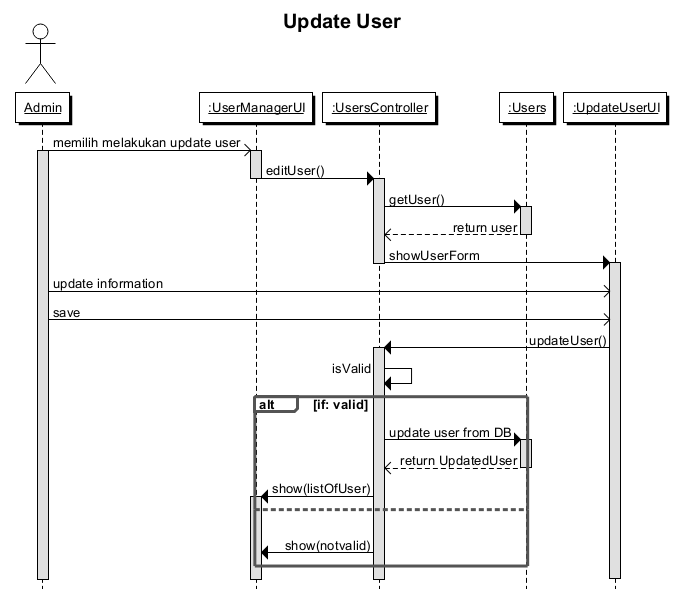 Update User
Admin
:UserManagerUI
:UsersController
:Users
:UpdateUserUI
memilih melakukan update user
editUser()
getUser()
return user
showUserForm
update information
save
updateUser()
isValid
alt [if: valid]
update user from DB
return UpdatedUser
show(listOfUser)
show(notvalid)